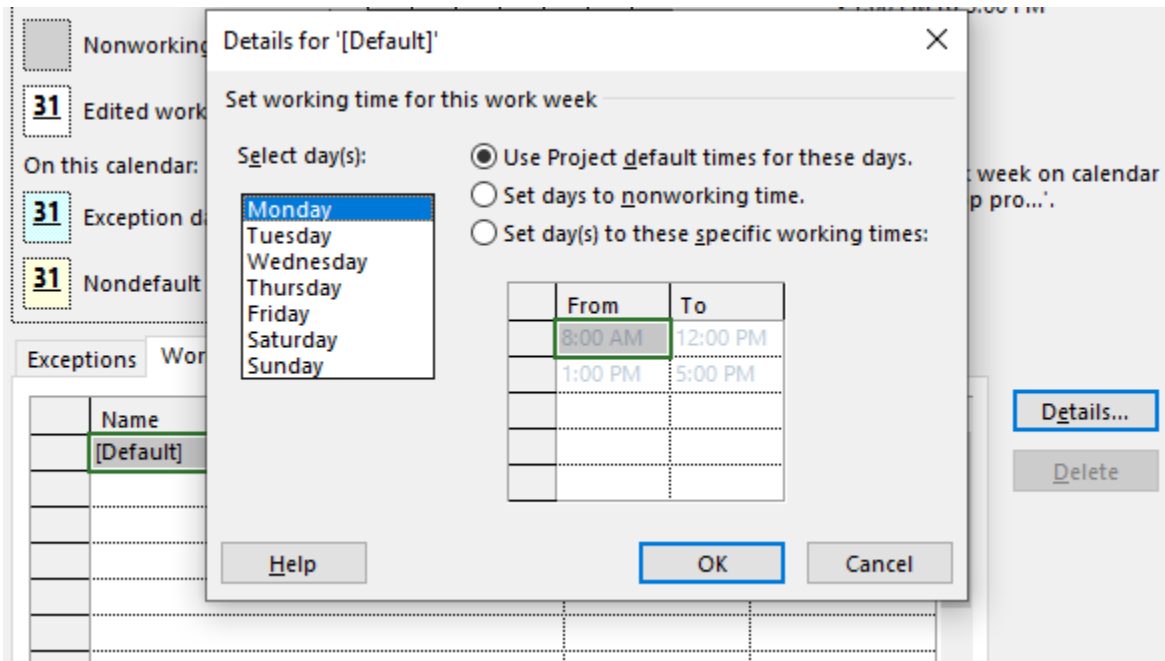 Nonworking
31 Edited work
On this calendar:
31 Exception d
31 Nondefault
Exceptions Wor
Name
[Default]
Details for '[Default]'
Set working time for this work week
Select day(s):
Monday
Tuesday
Wednesday
Thursday
Friday
Saturday
Sunday
Use Project default times for these days.
Set days to nonworking time.
Set day(s) to these specific working times:
From To
8:00 AM 12:00 PM
1:00 PM 5:00 PM
Help OK Cancel
week on calendar
p pro...'.
Details...
Delete